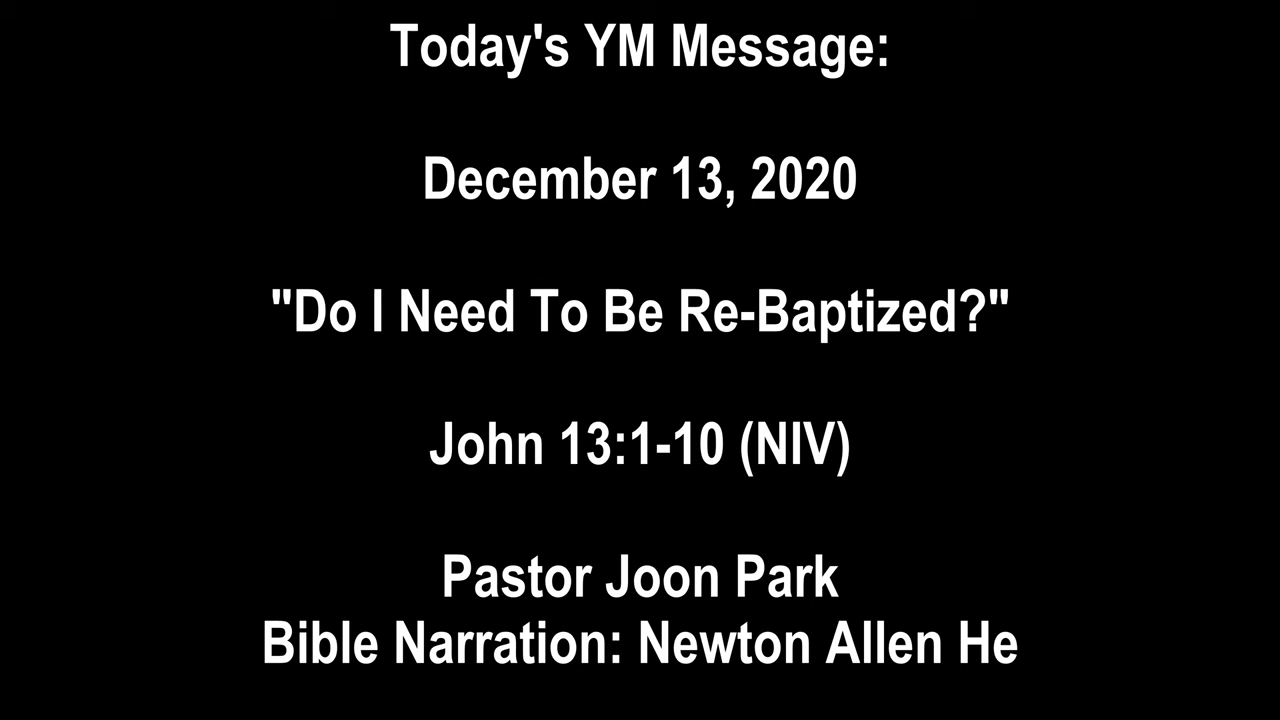 Today's YM Message:
December 13, 2020
"Do I Need To Be Re-Baptized?"
John 13:1-10 (NIV)
Pastor Joon Park
Bible Narration: Newton Allen He